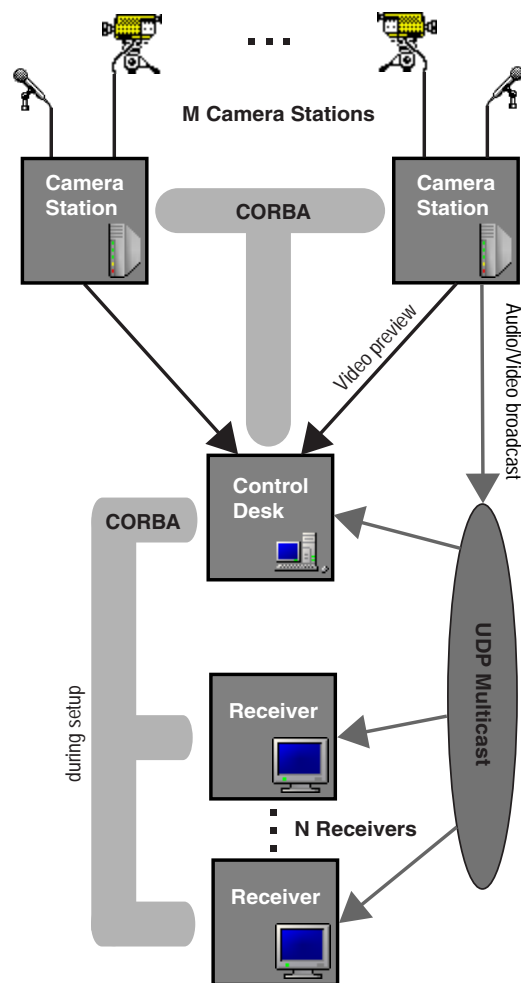 M Camera Stations
Camera
Station
CORBA
Camera
Station
Video preview
Audio/Video broadcast
Control
Desk
CORBA
UDP Multicast
during setup
Receiver
N Receivers
Receiver